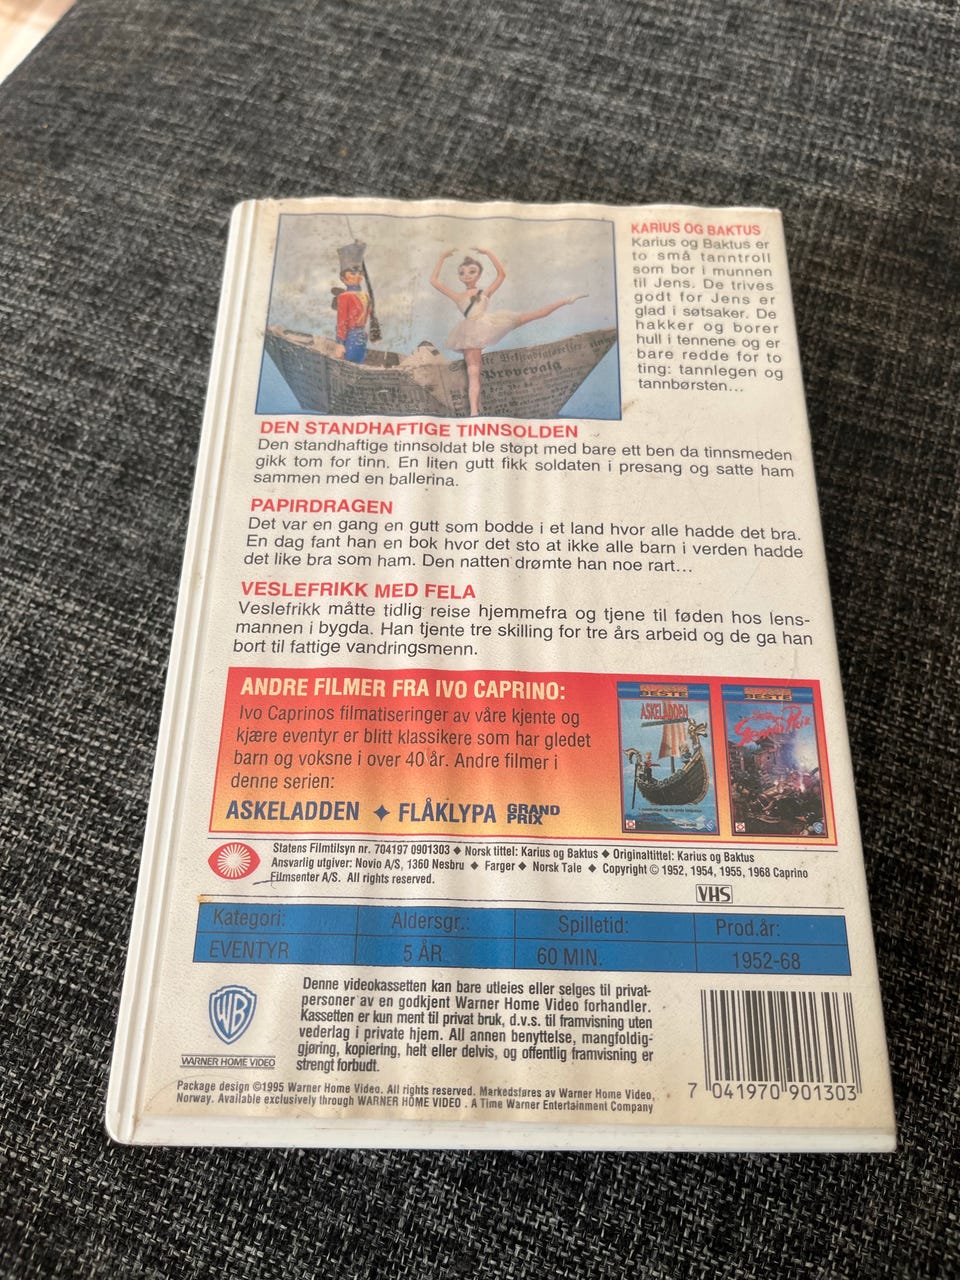 KARIUS OG BAKTUS
Karius og Baktus er
to små tanntroll
som bor i munnen
til Jens. De trives
godt for Jens er
glad i søtsaker. De
hakker og borer
hull i tennene og er
bare redde for to
ting: tannlegen og
tannbørsten...
Prøvevalg
DEN STANDHAFTIGE TINNSOLDEN
Den standhaftige tinnsoldat ble støpt med bare ett ben da tinnsmeden
gikk tom for tinn. En liten gutt fikk soldaten i presang og satte ham
sammen med en ballerina.
PAPIRDRAGEN
Det var en gang en gutt som bodde i et land hvor alle hadde det bra.
En dag fant han en bok hvor det sto at ikke alle barn i verden hadde
det like bra som ham. Den natten drømte han noe rart...
VESLEFRIKK MED FELA
Veslefrikk måtte tidlig reise hjemmefra og tjene til føden hos lens-
mannen i bygda. Han tjente tre skilling for tre års arbeid og de ga han
bort til fattige vandringsmenn.
ANDRE FILMER FRA IVO CAPRINO:
Ivo Caprinos filmatiseringer av våre kjente og
kjære eventyr er blitt klassikere som har gledet
barn og voksne i over 40 år. Andre filmer i
denne serien:
ASKELADDEN ✦ FLÅKLYPA GRAND PRIX
BESTE
ASKELADDEN
BESTE
Grand Prix
Statens Filmtilsyn nr. 704197 0901303 ◆ Norsk tittel: Karius og Baktus ◆ Originaltittel: Karius og Baktus
Ansvarlig utgiver: Novio A/S, 1360 Nesbru ◆ Farger ◆ Norsk Tale ◆ Copyright © 1952, 1954, 1955, 1968 Caprino
Filmsenter A/S. All rights reserved.
VHS
Kategori: Aldersgr.: Spilletid: Prod.år:
EVENTYR 5 ÅR 60 MIN. 1952-68
WB
WARNER HOME VIDEO
Denne videokassetten kan bare utleies eller selges til privat-
personer av en godkjent Warner Home Video forhandler.
Kassetten er kun ment til privat bruk, d.v.s. til framvisning uten
vederlag i private hjem. All annen benyttelse, mangfoldig-
gjøring, kopiering, helt eller delvis, og offentlig framvisning er
strengt forbudt.
Package design ©1995 Warner Home Video. All rights reserved. Markedsføres av Warner Home Video,
Norway. Available exclusively through WARNER HOME VIDEO . A Time Warner Entertainment Company
7 041970 901303